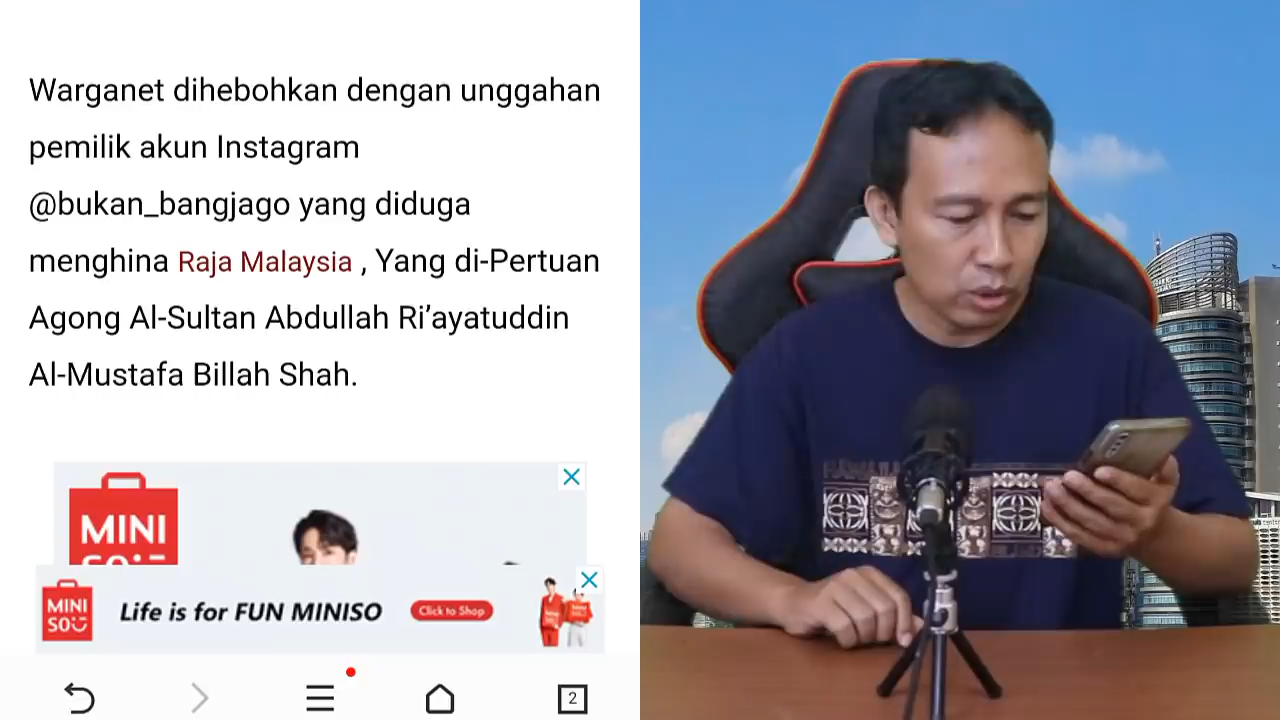 Warganet dihebohkan dengan unggahan
pemilik akun Instagram
@bukan_bangjago yang diduga
menghina Raja Malaysia , Yang di-Pertuan
Agong Al-Sultan Abdullah Ri’ayatuddin
Al-Mustafa Billah Shah.
MINI
MINI
SO
Life is for FUN MINISO
Click to Shop
2